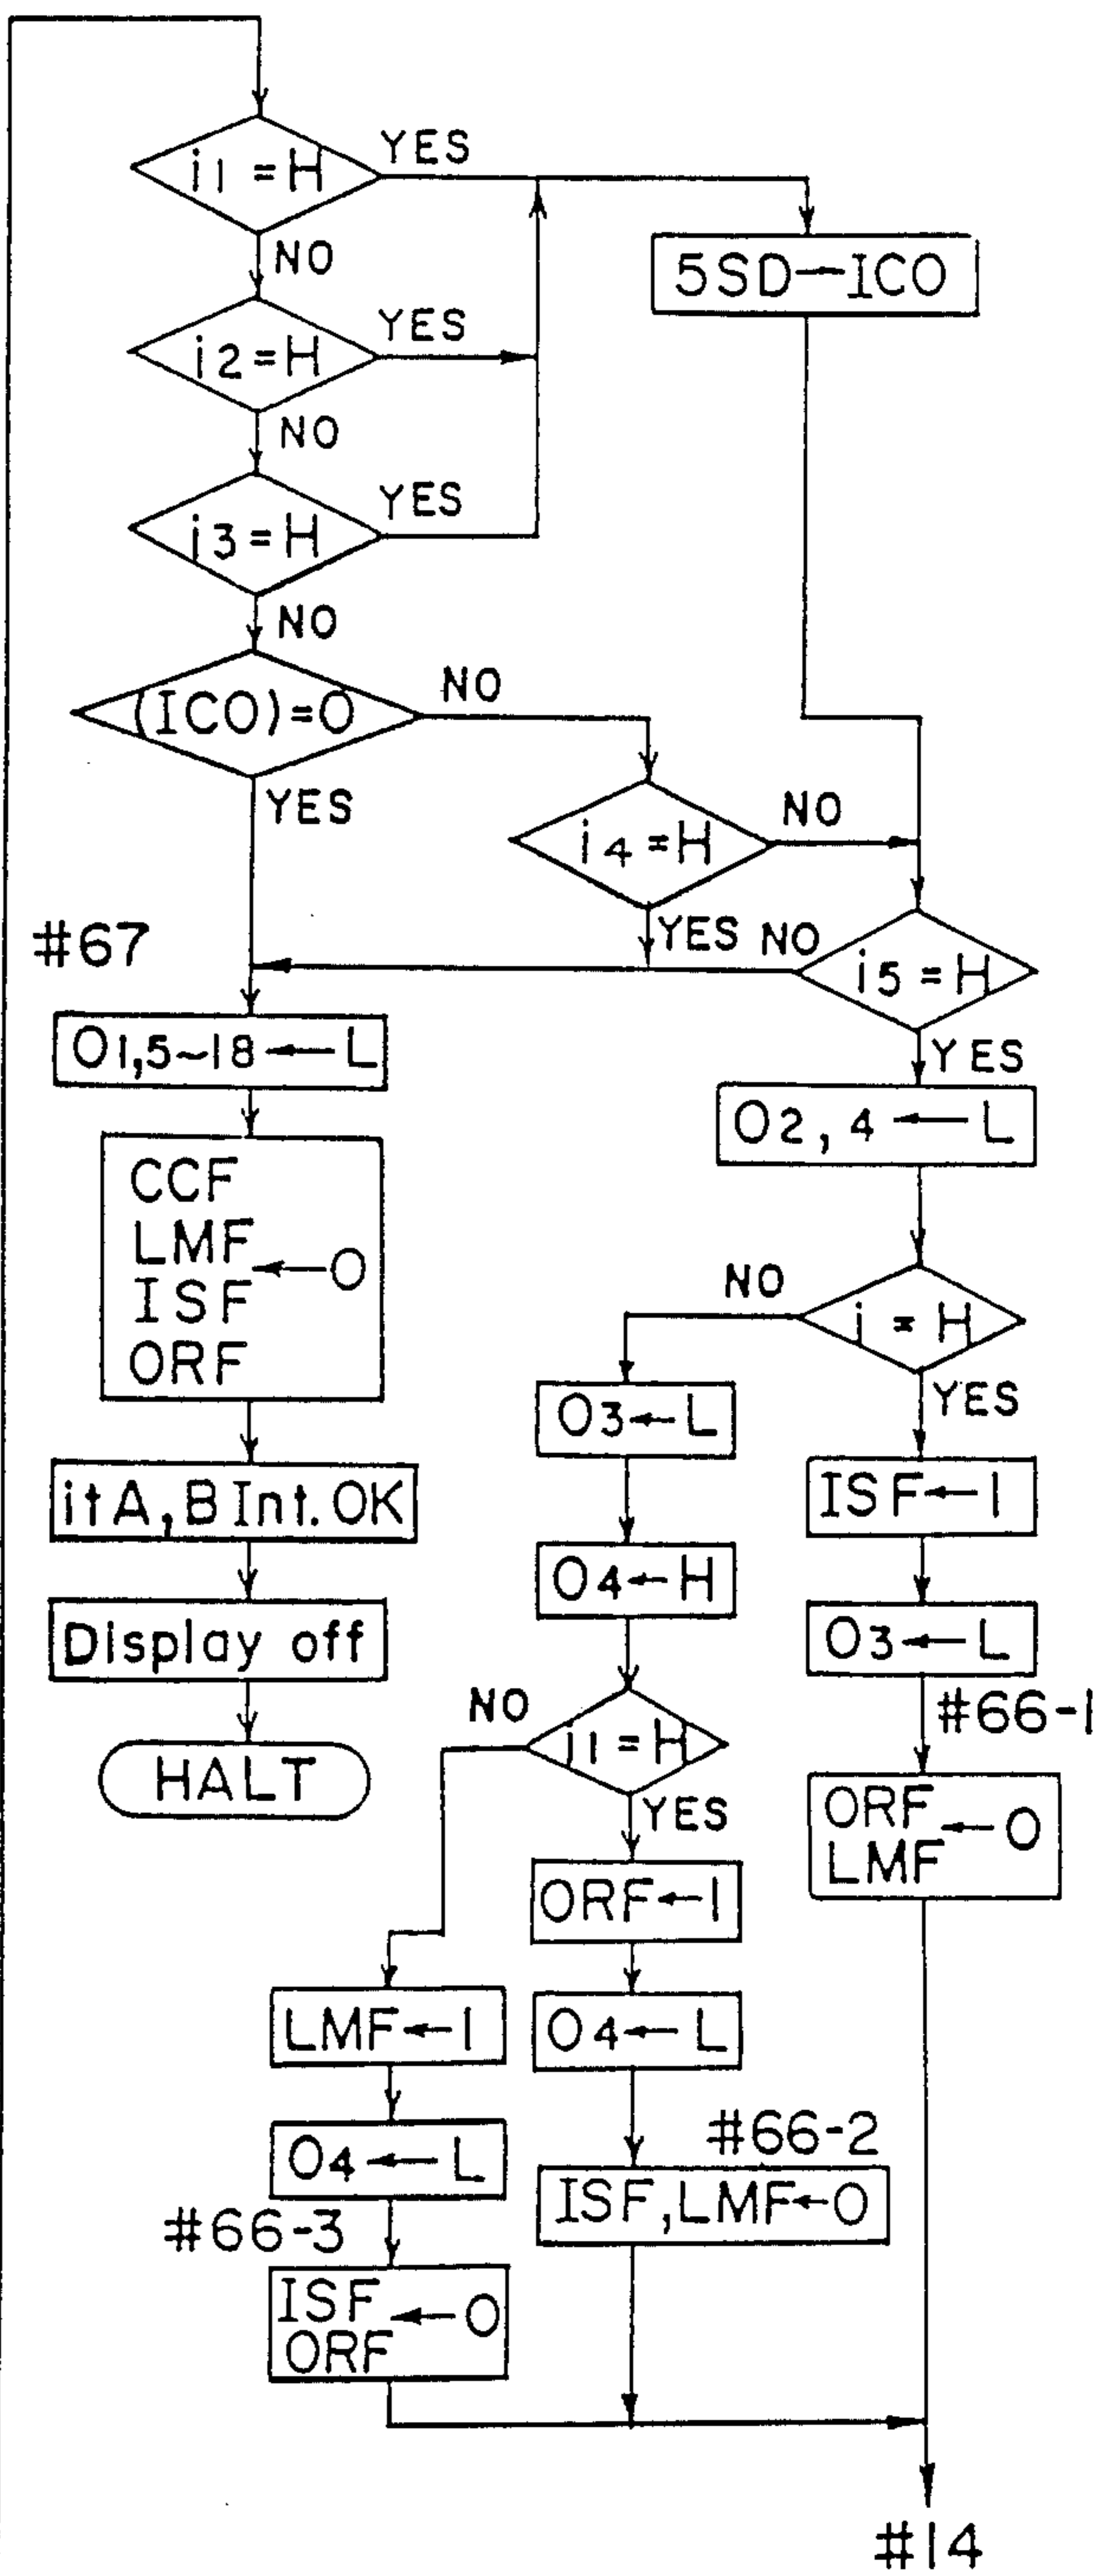 i1 = H
YES
NO
5SD—ICO
i2 = H
YES
NO
i3 = H
YES
NO
(ICO) = 0
NO
YES
i4 = H
NO
YES
#67
i5 = H
NO
YES
O1,5~18 ← L
O2, 4 ← L
CCF
LMF
ISF
ORF
← 0
i = H
NO
YES
O3 ← L
ISF ← 1
itA, B Int. OK
O4 ← H
O3 ← L
Display off
#66-1
i1 = H
NO
YES
HALT
ORF
LMF
← 0
ORF ← 1
LMF ← 1
O4 ← L
O4 ← L
#66-2
ISF, LMF ← 0
#66-3
ISF
ORF
← 0
#14